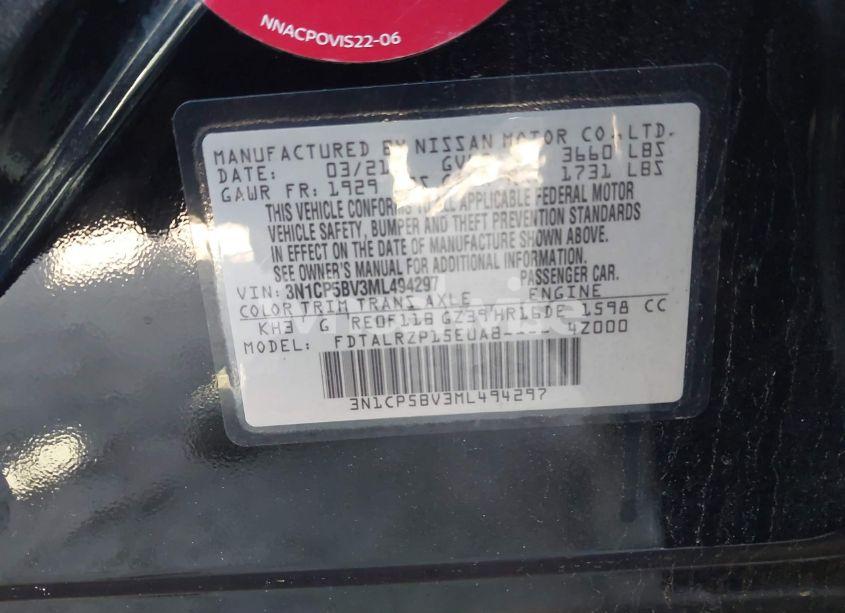 NNACPOVIS22-06
MANUFACTURED BY NISSAN MOTOR CO., LTD.
DATE: 03/21 3660 LBS
GAWR FR: 1929 1731 LBS
THIS VEHICLE CONFORMS TO ALL APPLICABLE FEDERAL MOTOR
VEHICLE SAFETY, BUMPER AND THEFT PREVENTION STANDARDS
IN EFFECT ON THE DATE OF MANUFACTURE SHOWN ABOVE.
SEE OWNER'S MANUAL FOR ADDITIONAL INFORMATION.
VIN: 3N1CP5BV3ML494297 PASSENGER CAR.
COLOR TRIM TRANS AXLE ENGINE
KH3 G RE0F11B GZ39 HR16DE 1598 CC
MODEL: FDTALRZP15EUA8 4Z000
3N1CP5BV3ML494297